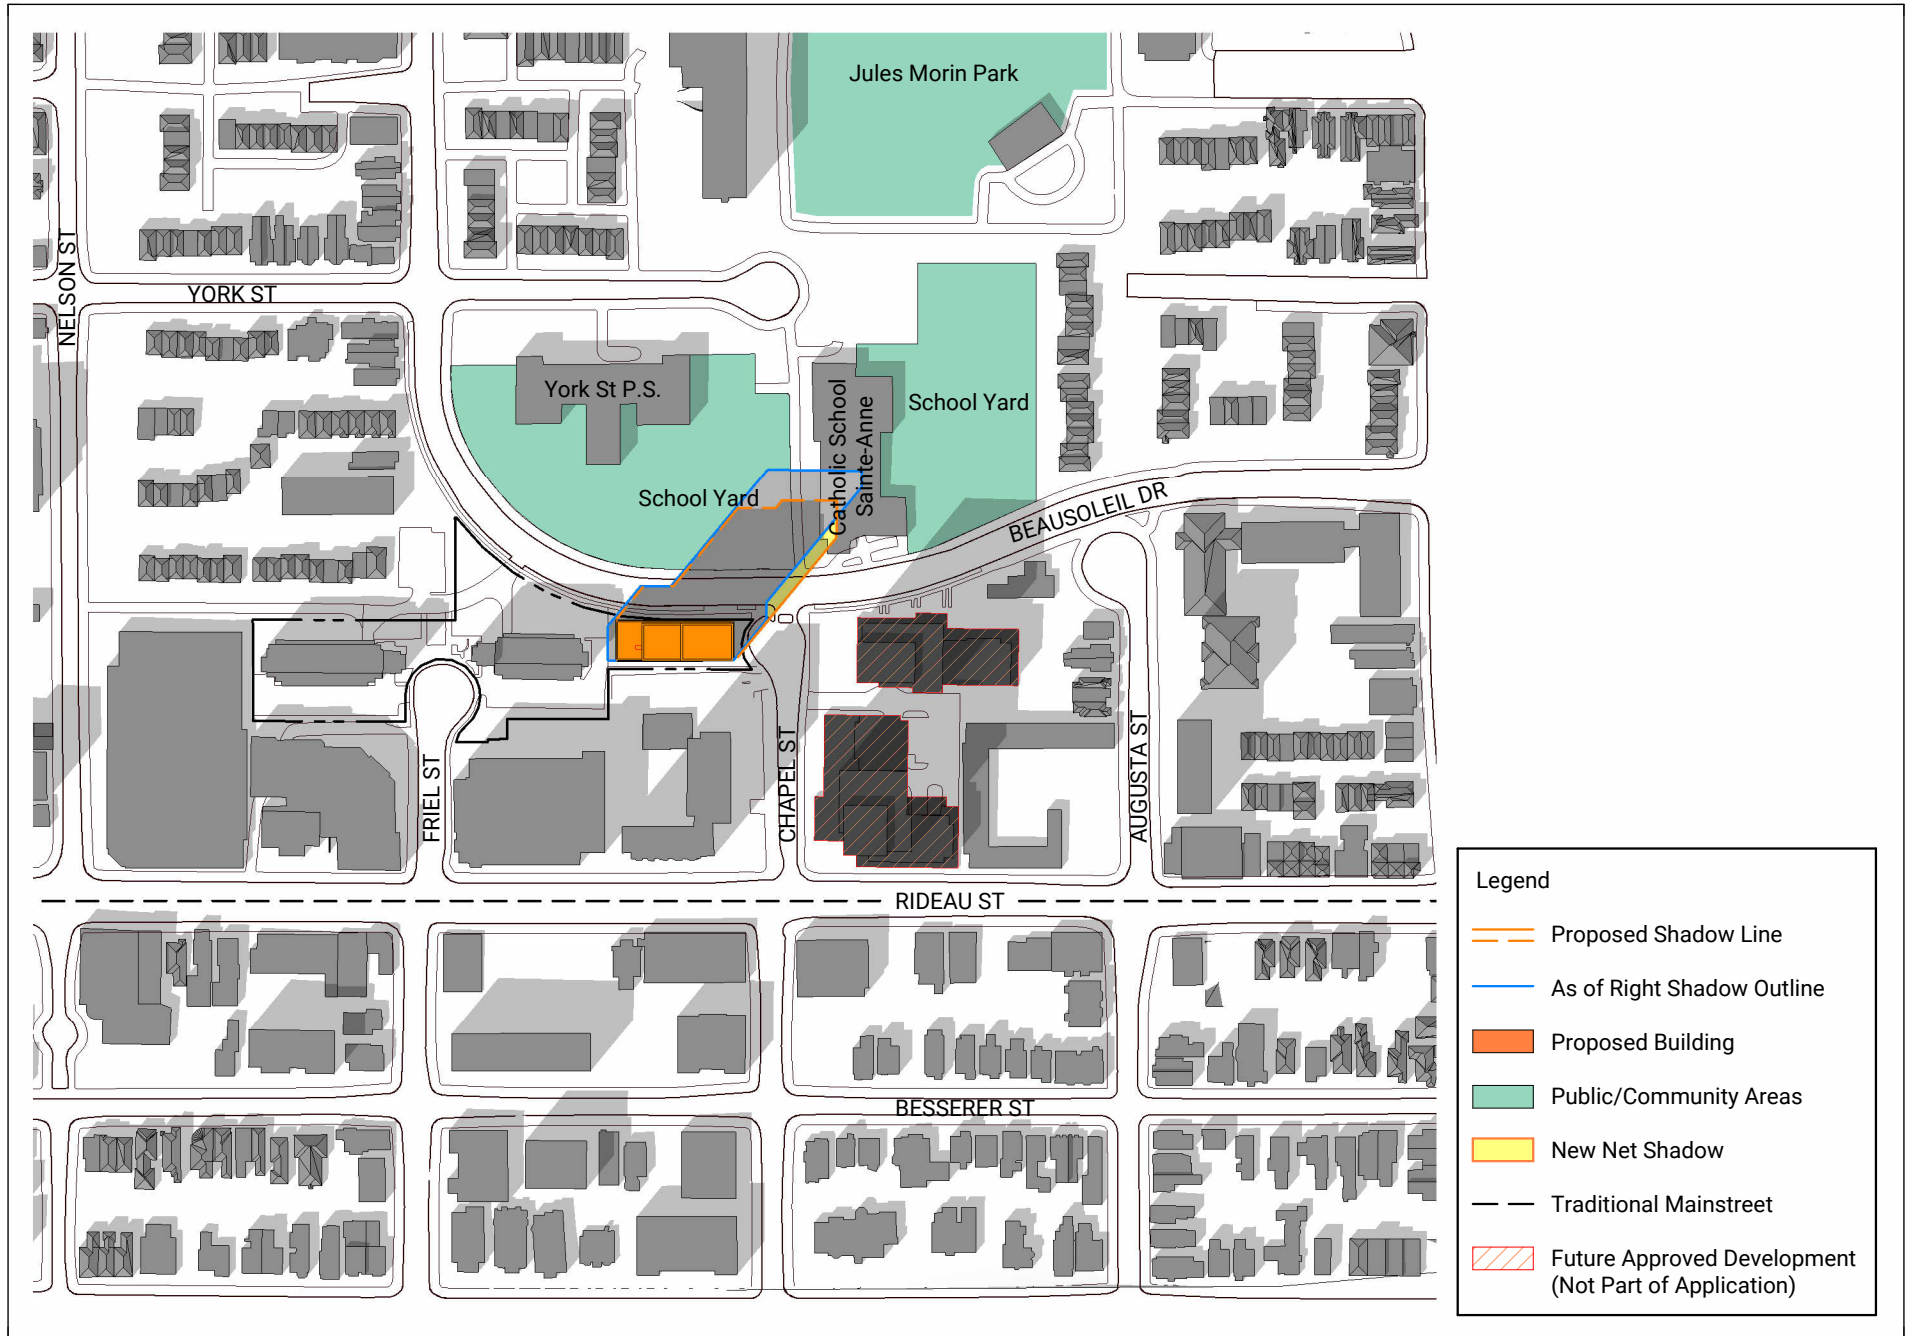 Jules Morin Park
NELSON ST
YORK ST
York St P.S.
School Yard
Catholic School
Sainte-Anne
School Yard
BEAUSOLEIL DR
FRIEL ST
CHAPEL ST
AUGUSTA ST
RIDEAU ST
BESSERER ST
Legend
Proposed Shadow Line
As of Right Shadow Outline
Proposed Building
Public/Community Areas
New Net Shadow
Traditional Mainstreet
Future Approved Development
(Not Part of Application)